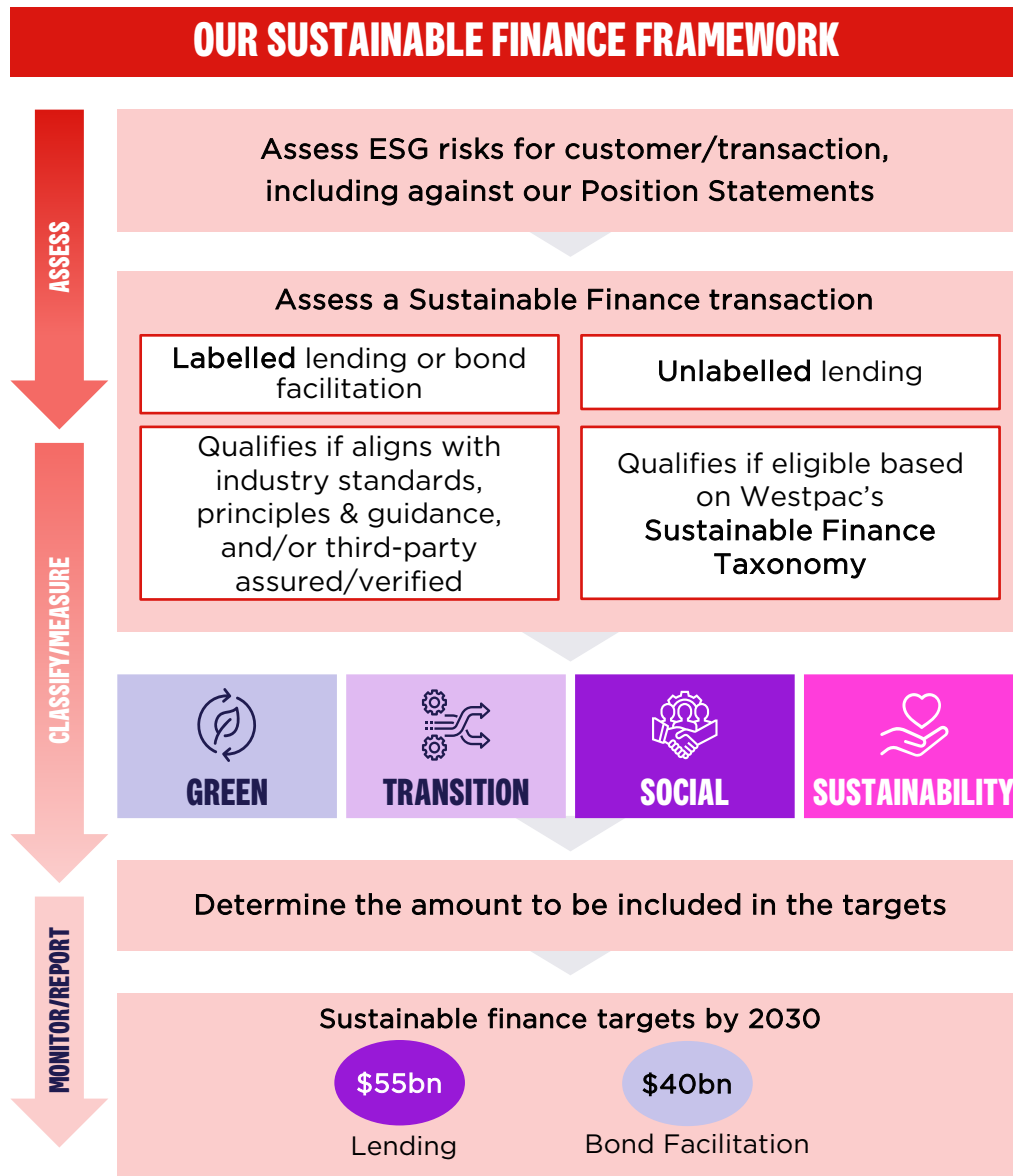 OUR SUSTAINABLE FINANCE FRAMEWORK
ASSESS
Assess ESG risks for customer/transaction,
including against our Position Statements
Assess a Sustainable Finance transaction
Labelled lending or bond
facilitation
Unlabelled lending
CLASSIFY/MEASURE
Qualifies if aligns with
industry standards,
principles & guidance,
and/or third-party
assured/verified
Qualifies if eligible based
on Westpac’s
Sustainable Finance
Taxonomy
GREEN
TRANSITION
SOCIAL
SUSTAINABILITY
MONITOR/REPORT
Determine the amount to be included in the targets
Sustainable finance targets by 2030
$55bn
Lending
$40bn
Bond Facilitation